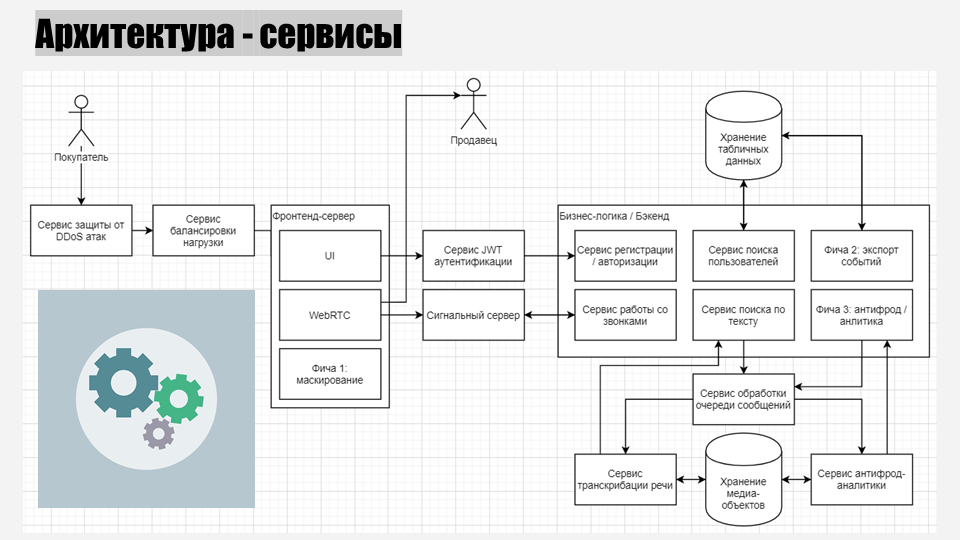 Архитектура - сервисы
Покупатель
Продавец
Хранение
табличных
данных
Сервис защиты от
DDoS атак
Сервис
балансировки
нагрузки
Фронтенд-сервер
UI
WebRTC
Фича 1:
маскирование
Сервис JWT
аутентификации
Сигнальный сервер
Бизнес-логика / Бэкенд
Сервис регистрации
/ авторизации
Сервис поиска
пользователей
Фича 2: экспорт
событий
Сервис работы со
звонками
Сервис поиска по
тексту
Фича 3: антифрод /
анлитика
Сервис обработки
очереди сообщений
Сервис
транскрибации речи
Хранение
медиа-
объектов
Сервис антифрод-
аналитики